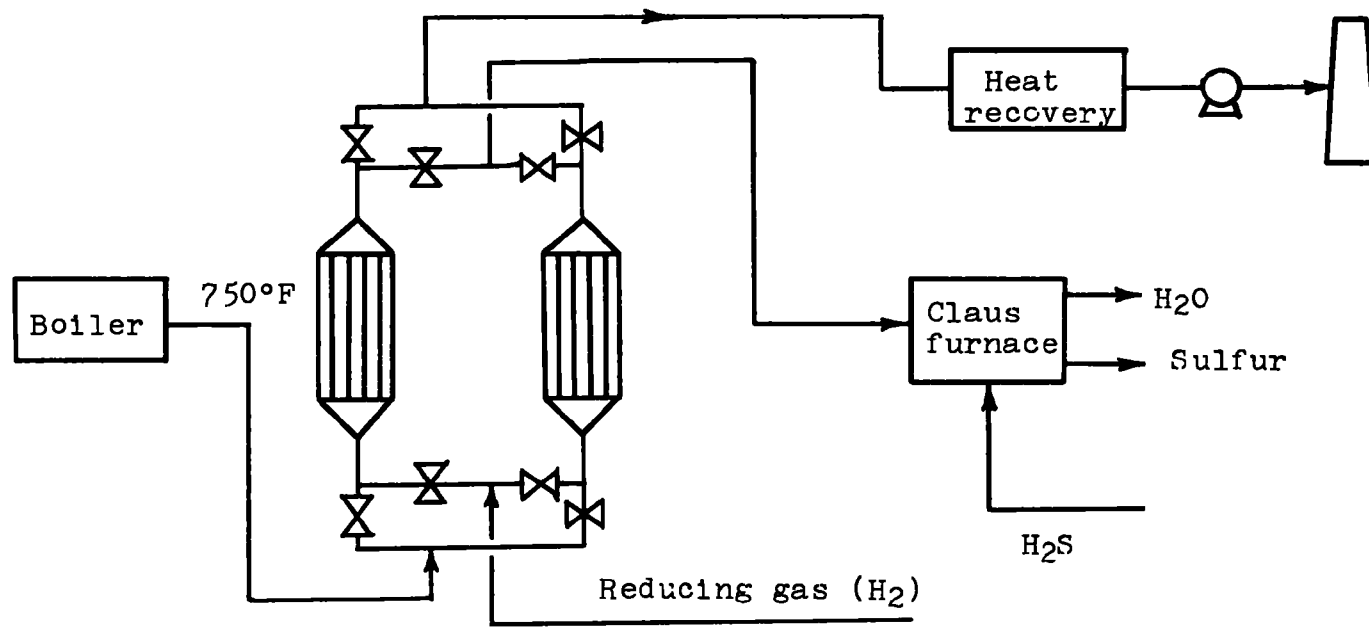 Heat
recovery
750°F
Boiler
Claus
furnace
H₂O
Sulfur
H₂S
Reducing gas (H₂)